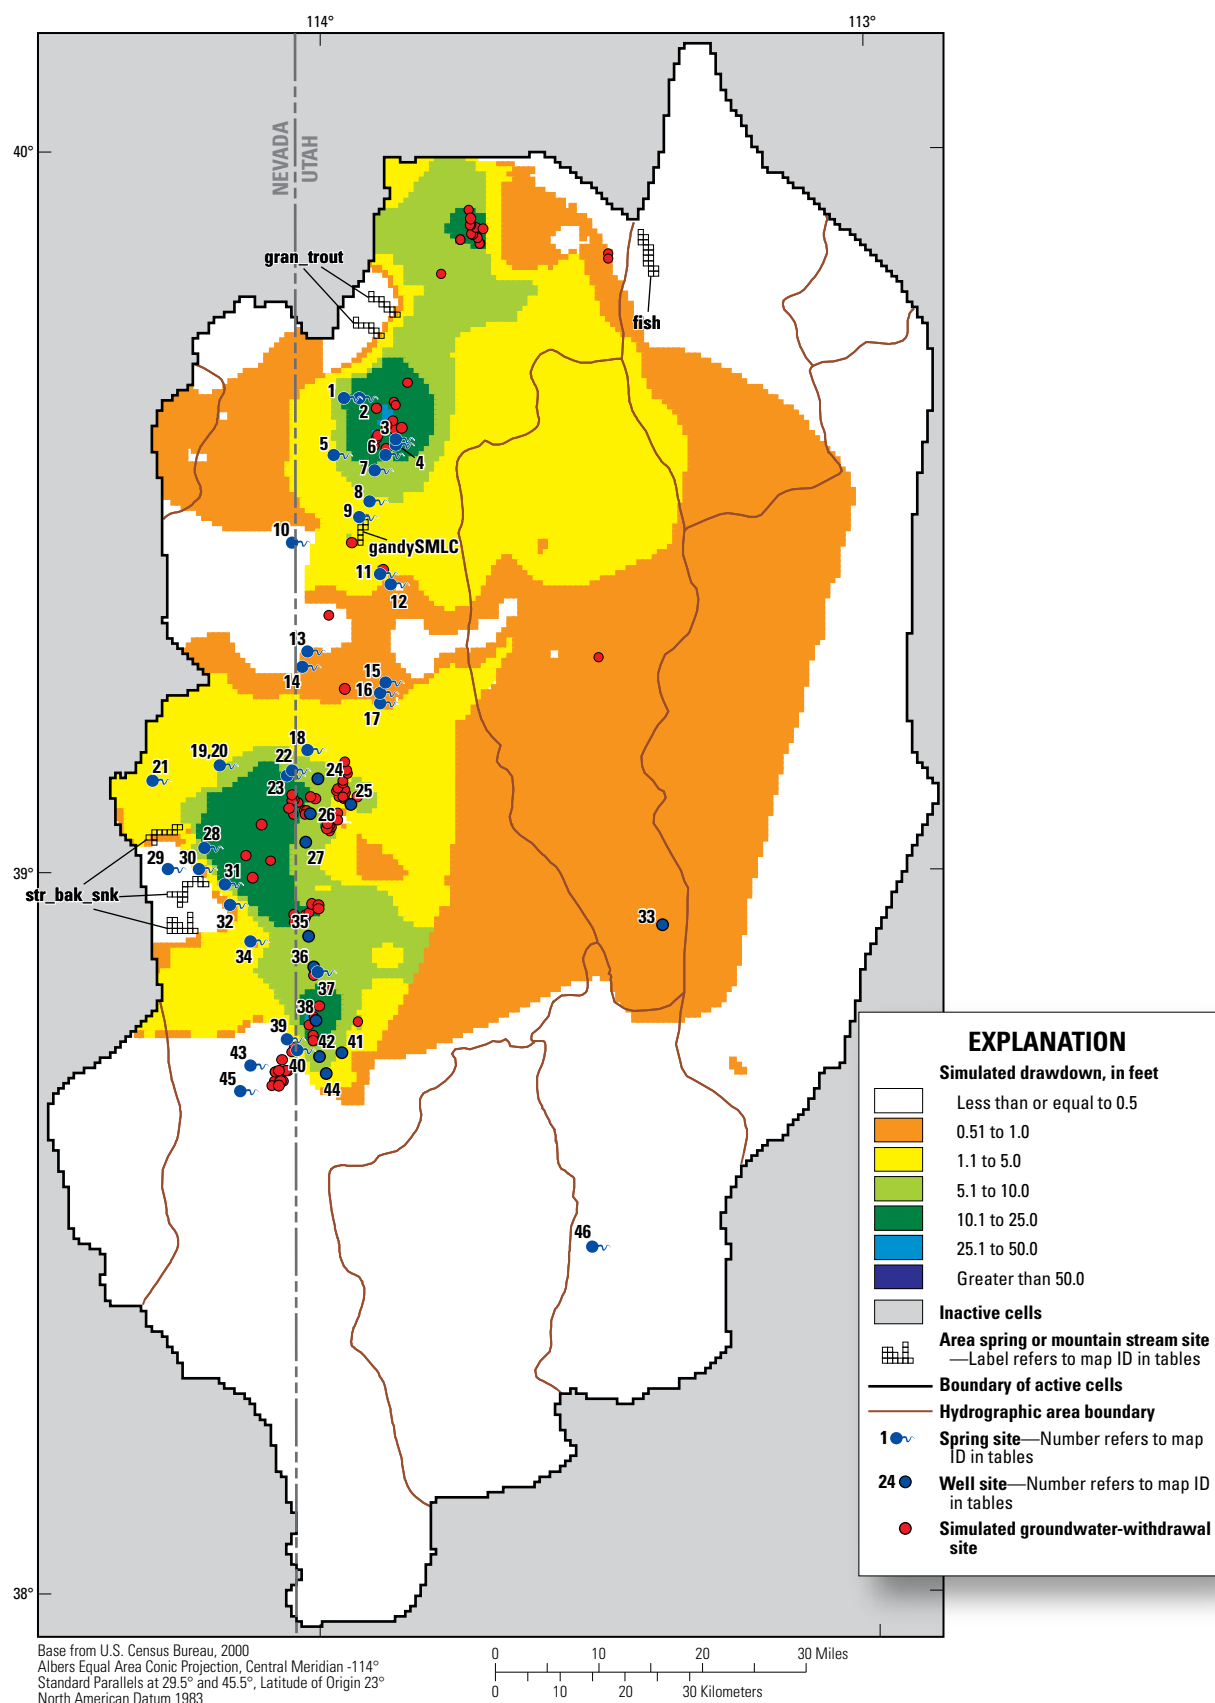 114°
113°
40°
NEVADA
UTAH
gran_trout
fish
1
2
3
5
6
4
7
8
9
10
gandySMLC
11
12
13
14
15
16
17
18
19,20
22
21
24
23
25
26
28
27
39°
29
30
31
str_bak_snk
32
33
35
34
36
37
38
39
42
41
43
40
45
44
46
38°
EXPLANATION
Simulated drawdown, in feet
Less than or equal to 0.5
0.51 to 1.0
1.1 to 5.0
5.1 to 10.0
10.1 to 25.0
25.1 to 50.0
Greater than 50.0
Inactive cells
Area spring or mountain stream site
—Label refers to map ID in tables
Boundary of active cells
Hydrographic area boundary
1 Spring site—Number refers to map
ID in tables
24 Well site—Number refers to map ID
in tables
Simulated groundwater-withdrawal
site
Base from U.S. Census Bureau, 2000
Albers Equal Area Conic Projection, Central Meridian -114°
Standard Parallels at 29.5° and 45.5°, Latitude of Origin 23°
North American Datum 1983
0 10 20 30 Miles
0 10 20 30 Kilometers